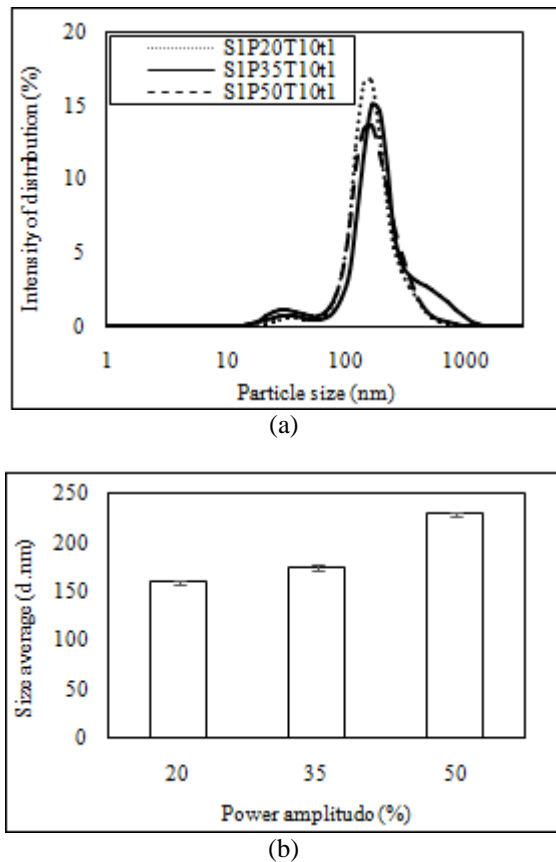 20
S1P20T10t1
S1P35T10t1
S1P50T10t1
15
10
5
0
Intensity of distribution (%)
1 10 100 1000
Particle size (nm)
(a)
250
200
150
100
50
0
Size average (d.nm)
20 35 50
Power amplitudo (%)
(b)